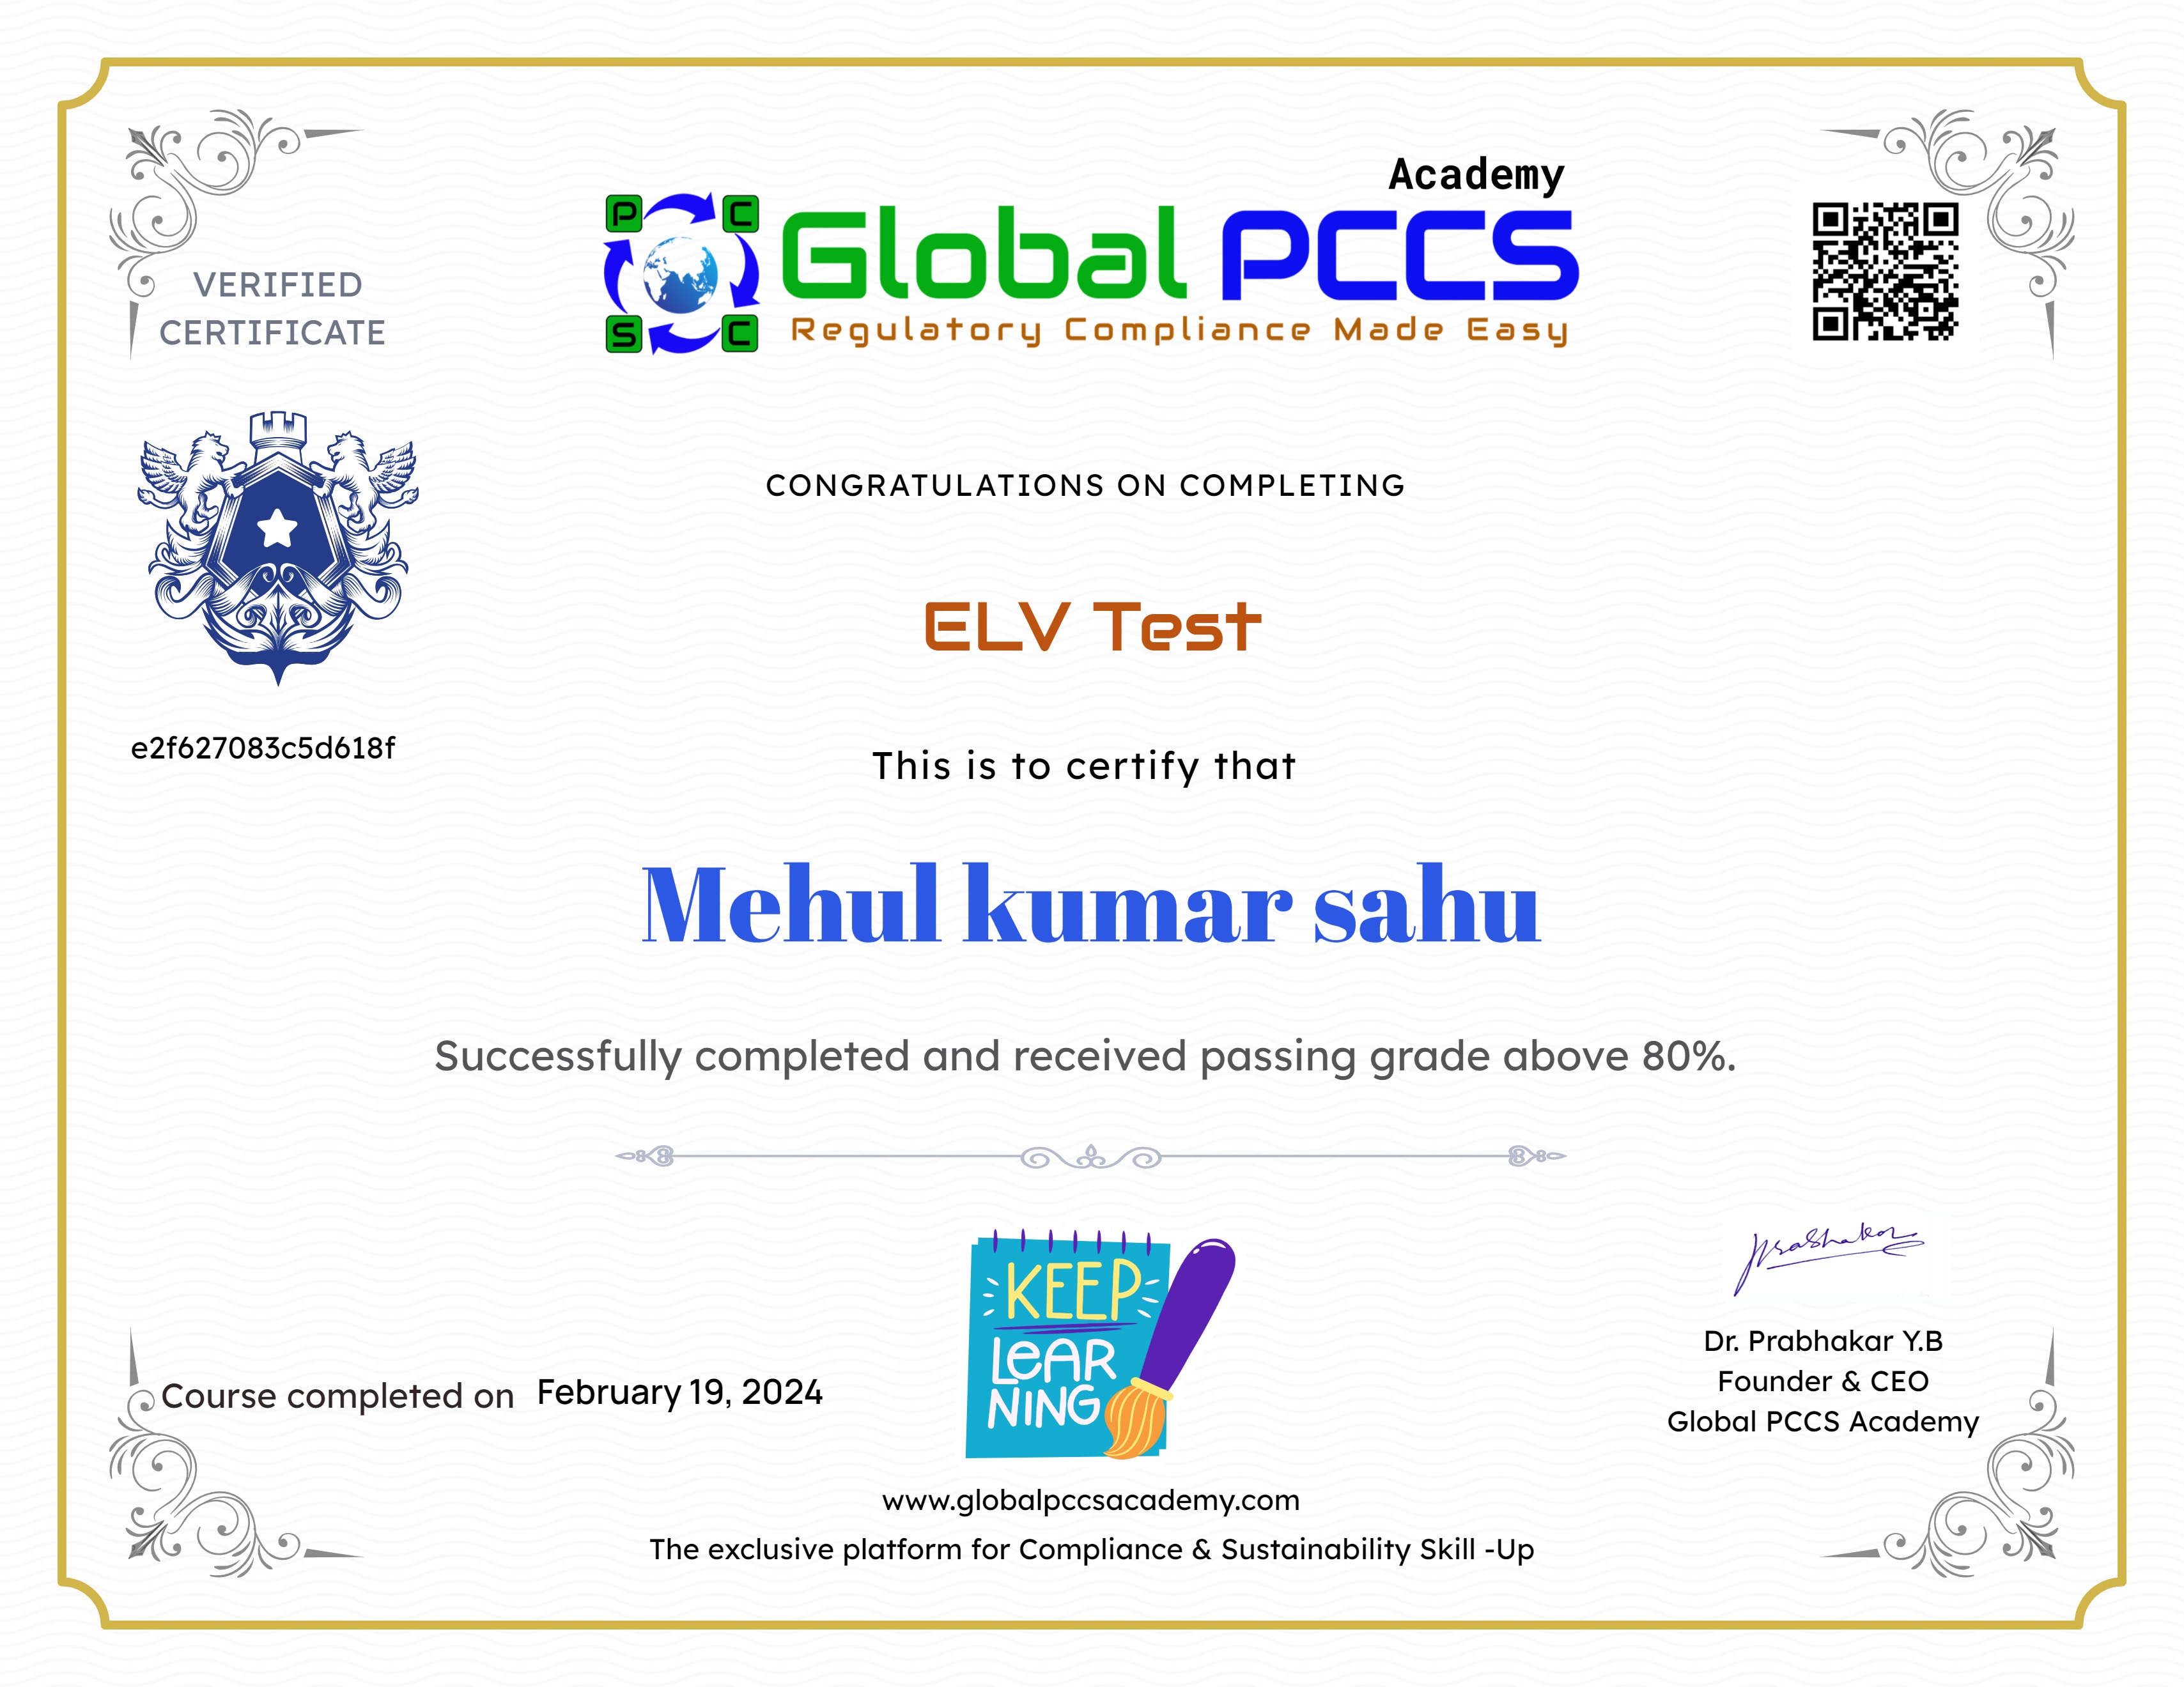 Academy
P C
S C
Global PCCS
Regulatory Compliance Made Easy
VERIFIED
CERTIFICATE
CONGRATULATIONS ON COMPLETING
ELV Test
e2f627083c5d618f
This is to certify that
Mehul kumar sahu
Successfully completed and received passing grade above 80%.
KEEP
LeAR
NING
Prabhakar
Dr. Prabhakar Y.B
Founder & CEO
Global PCCS Academy
Course completed on February 19, 2024
www.globalpccsacademy.com
The exclusive platform for Compliance & Sustainability Skill -Up